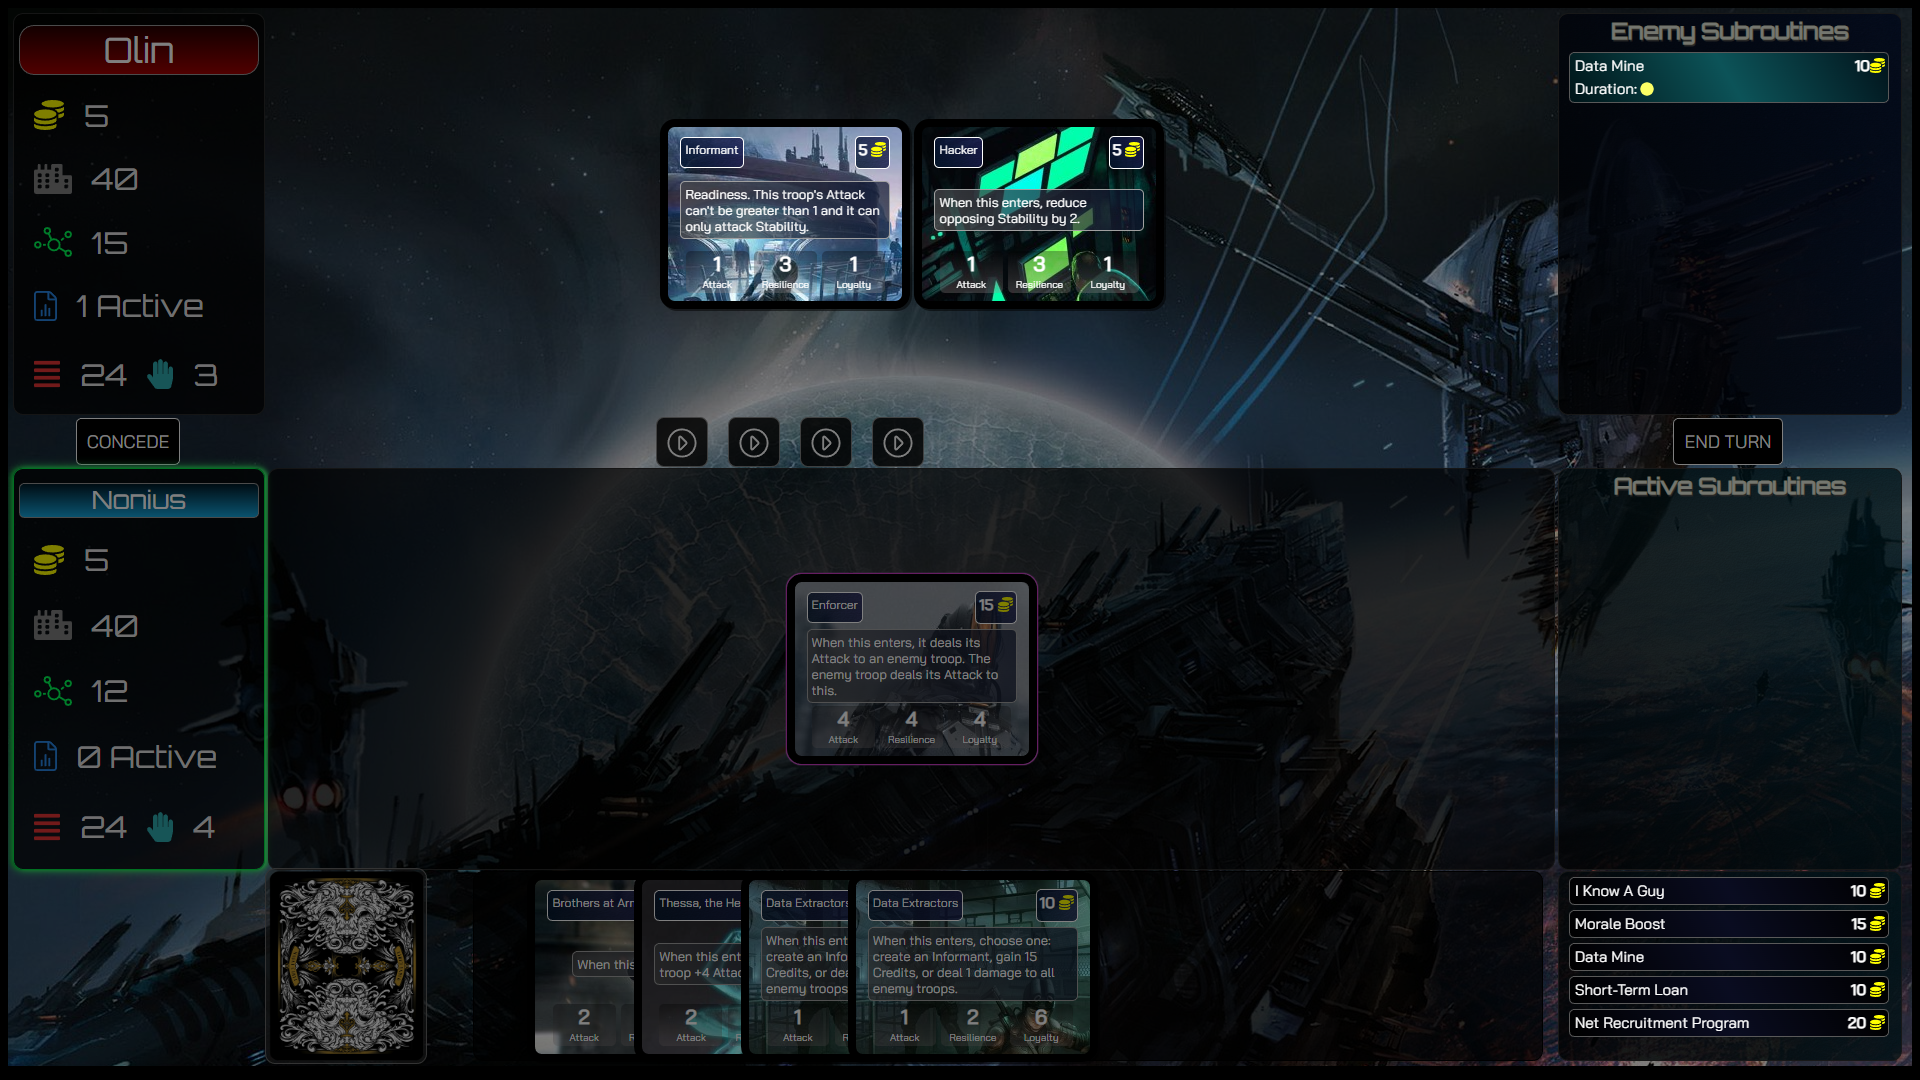 Olin
5
40
15
1 Active
24 3
CONCEDE
Nonius
5
40
12
0 Active
24 4
Informant 5
Readiness. This troop's Attack
can't be greater than 1 and it can
only attack Stability.
1 3 1
Attack Resilience Loyalty
Hacker 5
When this enters, reduce
opposing Stability by 2.
1 3 1
Attack Resilience Loyalty
Enforcer 15
When this enters, it deals its
Attack to an enemy troop. The
enemy troop deals its Attack to
this.
4 4 4
Attack Resilience Loyalty
Brothers at Arr
When this
2
Attack R
Thessa, the He
When this ent
troop +4 Attac
2
Attack R
Data Extractors
When this ent
create an Info
Credits, or dea
enemy troops
1
Attack R
Data Extractors 10
When this enters, choose one:
create an Informant, gain 15
Credits, or deal 1 damage to all
enemy troops.
1 2 6
Attack Resilience Loyalty
Enemy Subroutines
Data Mine 10
Duration:
END TURN
Active Subroutines
I Know A Guy 10
Morale Boost 15
Data Mine 10
Short-Term Loan 10
Net Recruitment Program 20